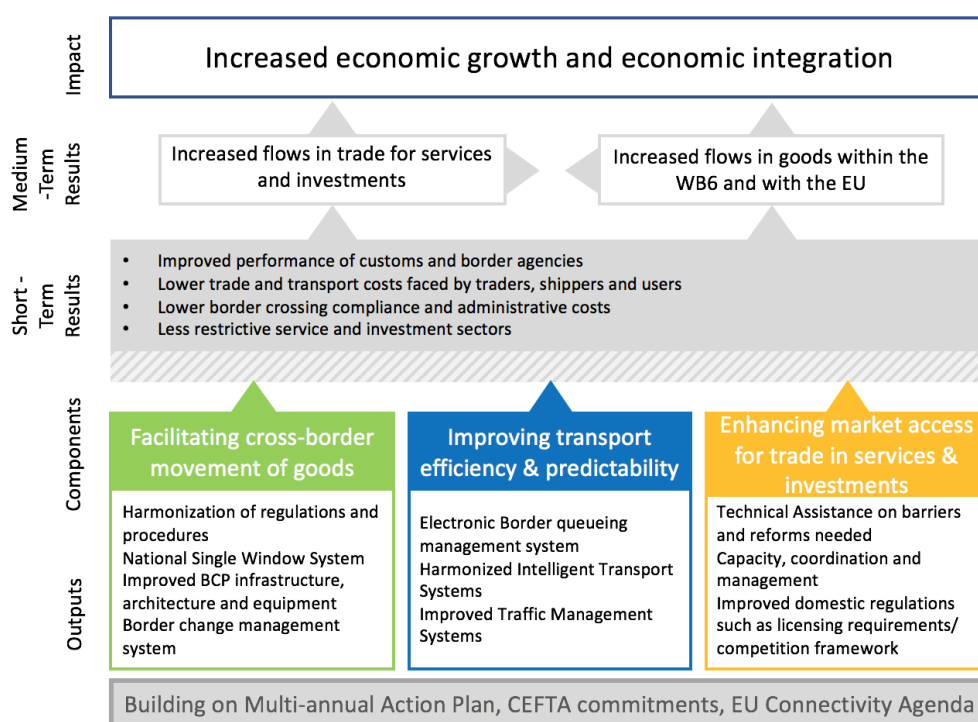 Impact
Increased economic growth and economic integration
Medium
-Term
Results
Increased flows in trade for services
and investments
Increased flows in goods within the
WB6 and with the EU
Short -
Term
Results
• Improved performance of customs and border agencies
• Lower trade and transport costs faced by traders, shippers and users
• Lower border crossing compliance and administrative costs
• Less restrictive service and investment sectors
Components
Facilitating cross-border
movement of goods
Improving transport
efficiency & predictability
Enhancing market access
for trade in services &
investments
Outputs
Harmonization of regulations and
procedures
National Single Window System
Improved BCP infrastructure,
architecture and equipment
Border change management
system
Electronic Border queueing
management system
Harmonized Intelligent Transport
Systems
Improved Traffic Management
Systems
Technical Assistance on barriers
and reforms needed
Capacity, coordination and
management
Improved domestic regulations
such as licensing requirements/
competition framework
Building on Multi-annual Action Plan, CEFTA commitments, EU Connectivity Agenda